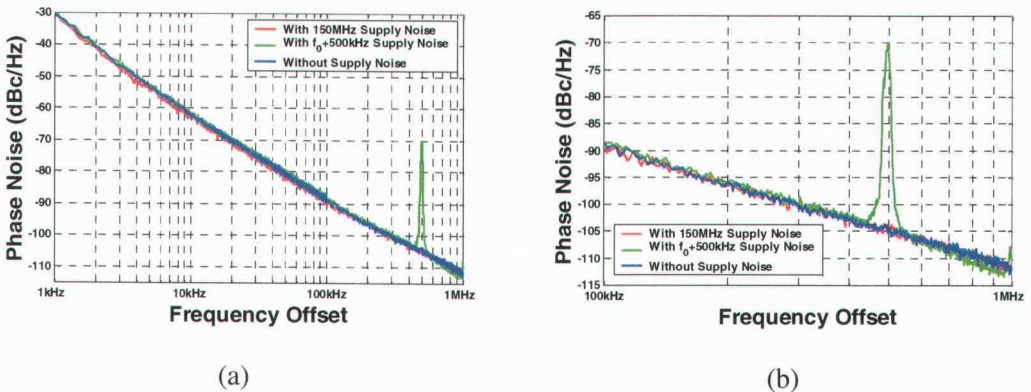 -30
-40
-50
-60
-70
-80
-90
-100
-110
Phase Noise (dBc/Hz)
With 150MHz Supply Noise
With f0+500kHz Supply Noise
Without Supply Noise
1kHz
10kHz
100kHz
1MHz
Frequency Offset
(a)
-65
-70
-75
-80
-85
-90
-95
-100
-105
-110
-115
Phase Noise (dBc/Hz)
With 150MHz Supply Noise
With f0+500kHz Supply Noise
Without Supply Noise
100kHz
1MHz
Frequency Offset
(b)